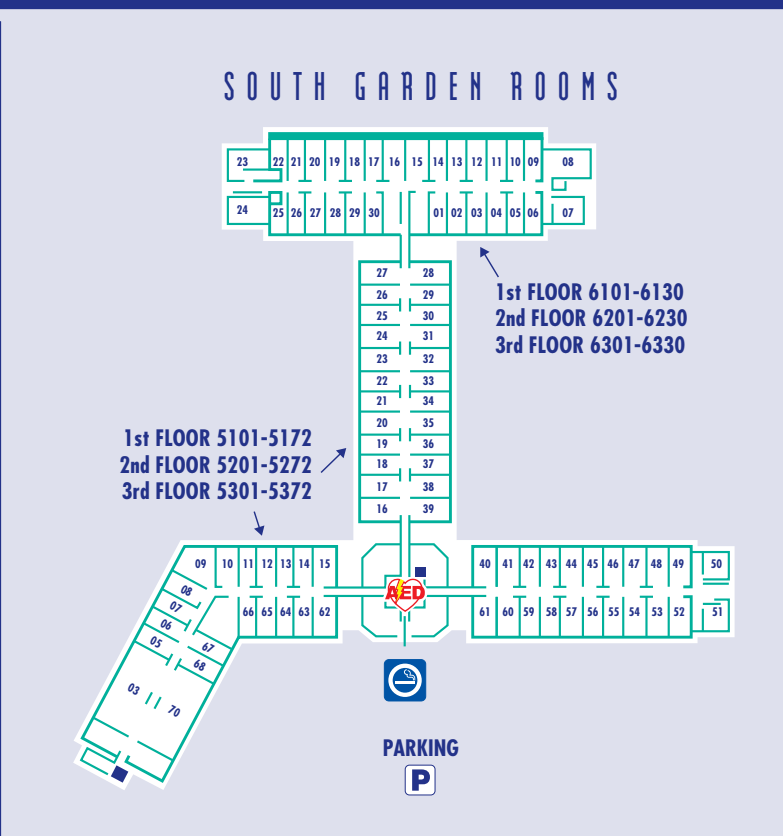 SOUTH GARDEN ROOMS
23 22 21 20 19 18 17 16 15 14 13 12 11 10 09 08
24 25 26 27 28 29 30 01 02 03 04 05 06 07
1st FLOOR 6101-6130
2nd FLOOR 6201-6230
3rd FLOOR 6301-6330
27 28
26 29
25 30
24 31
23 32
22 33
21 34
20 35
19 36
18 37
17 38
16 39
1st FLOOR 5101-5172
2nd FLOOR 5201-5272
3rd FLOOR 5301-5372
09 10 11 12 13 14 15
08
07
06
05
66 65 64 63 62
67
68
03
70
AED
40 41 42 43 44 45 46 47 48 49 50
61 60 59 58 57 56 55 54 53 52 51
PARKING
P